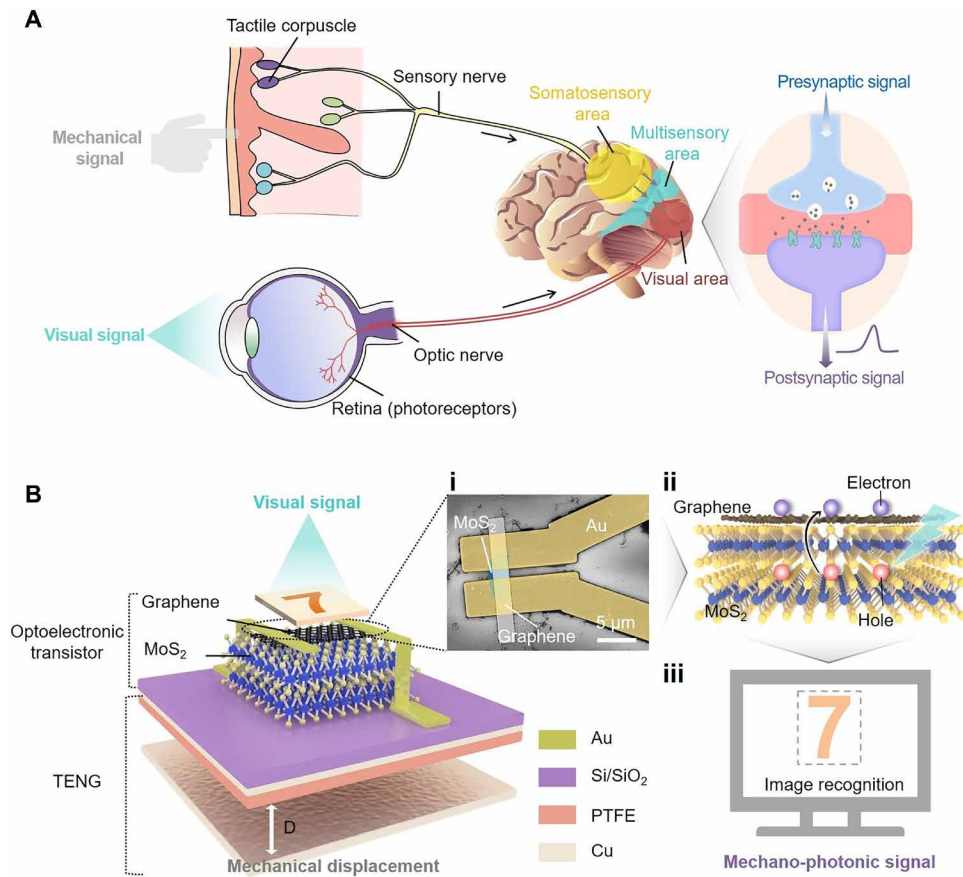 A
Tactile corpuscle
Sensory nerve
Mechanical
signal
Somatosensory
area
Multisensory
area
Visual area
Presynaptic signal
Postsynaptic signal
Visual signal
Optic nerve
Retina (photoreceptors)
B
Visual signal
Graphene
7
Optoelectronic
transistor
MoS2
TENG
D
Mechanical displacement
Au
Si/SiO2
PTFE
Cu
i
MoS2
Au
Graphene
5 μm
ii
Electron
Graphene
MoS2
Hole
iii
7
Image recognition
Mechano-photonic signal